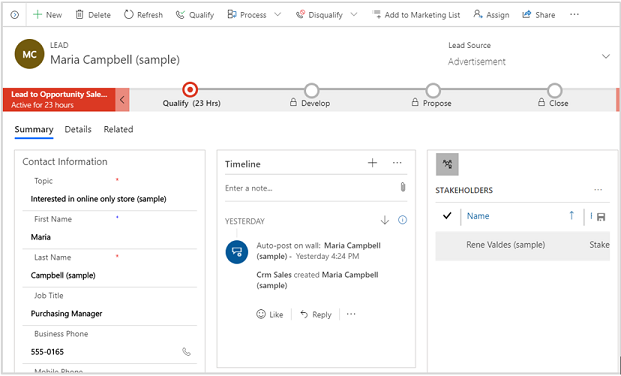 New Delete Refresh Qualify Process Disqualify Add to Marketing List Assign Share ...
MC
LEAD
Maria Campbell (sample)
Lead Source
Advertisement
Lead to Opportunity Sale...
Active for 23 hours
Qualify (23 Hrs)
Develop
Propose
Close
Summary Details Related
Contact Information
Topic *
Interested in online only store (sample)
First Name *
Maria
Last Name *
Campbell (sample)
Job Title
Purchasing Manager
Business Phone
555-0165
Mobile Phone
Timeline
Enter a note...
YESTERDAY
Auto-post on wall: Maria Campbell
(sample) - Yesterday 4:24 PM
Crm Sales created Maria Campbell
(sample)
Like Reply ...
STAKEHOLDERS ...
Name
Rene Valdes (sample) Stake